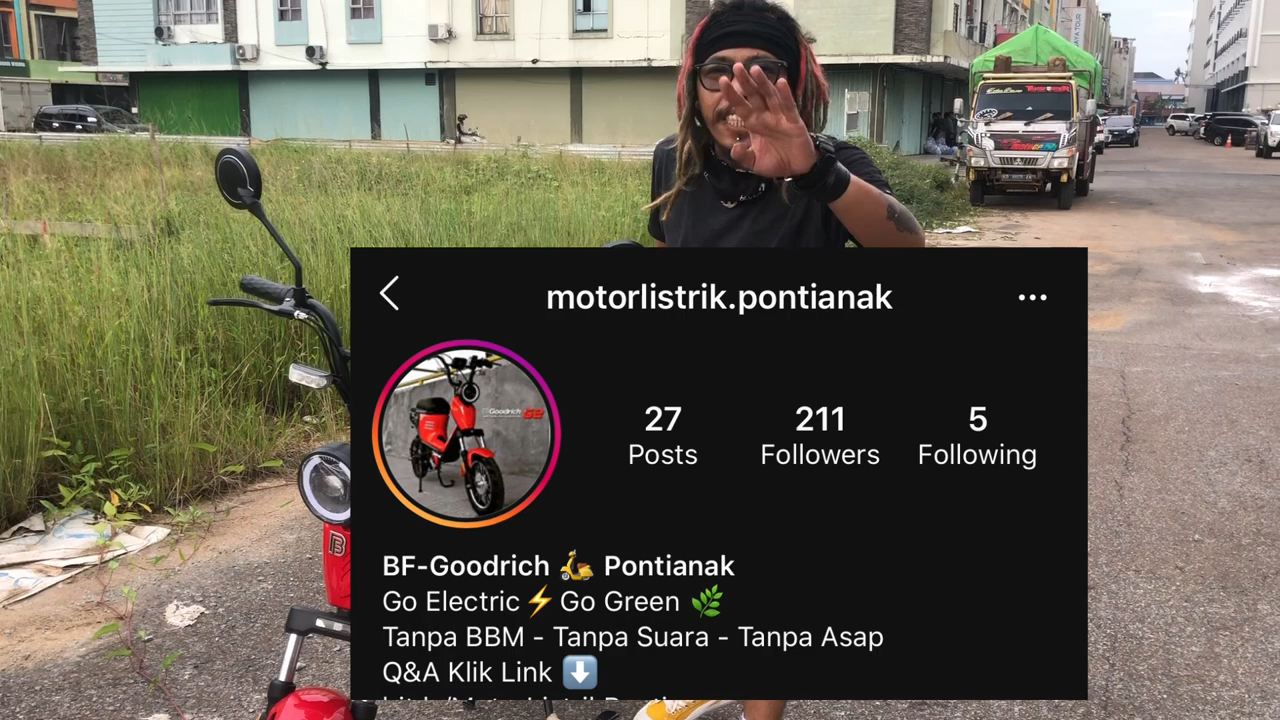 motorlistrik.pontianak
BFGoodrich
27 211 5
Posts Followers Following
BF-Goodrich 🛵 Pontianak
Go Electric⚡Go Green 🌿
Tanpa BBM - Tanpa Suara - Tanpa Asap
Q&A Klik Link ⬇️
B